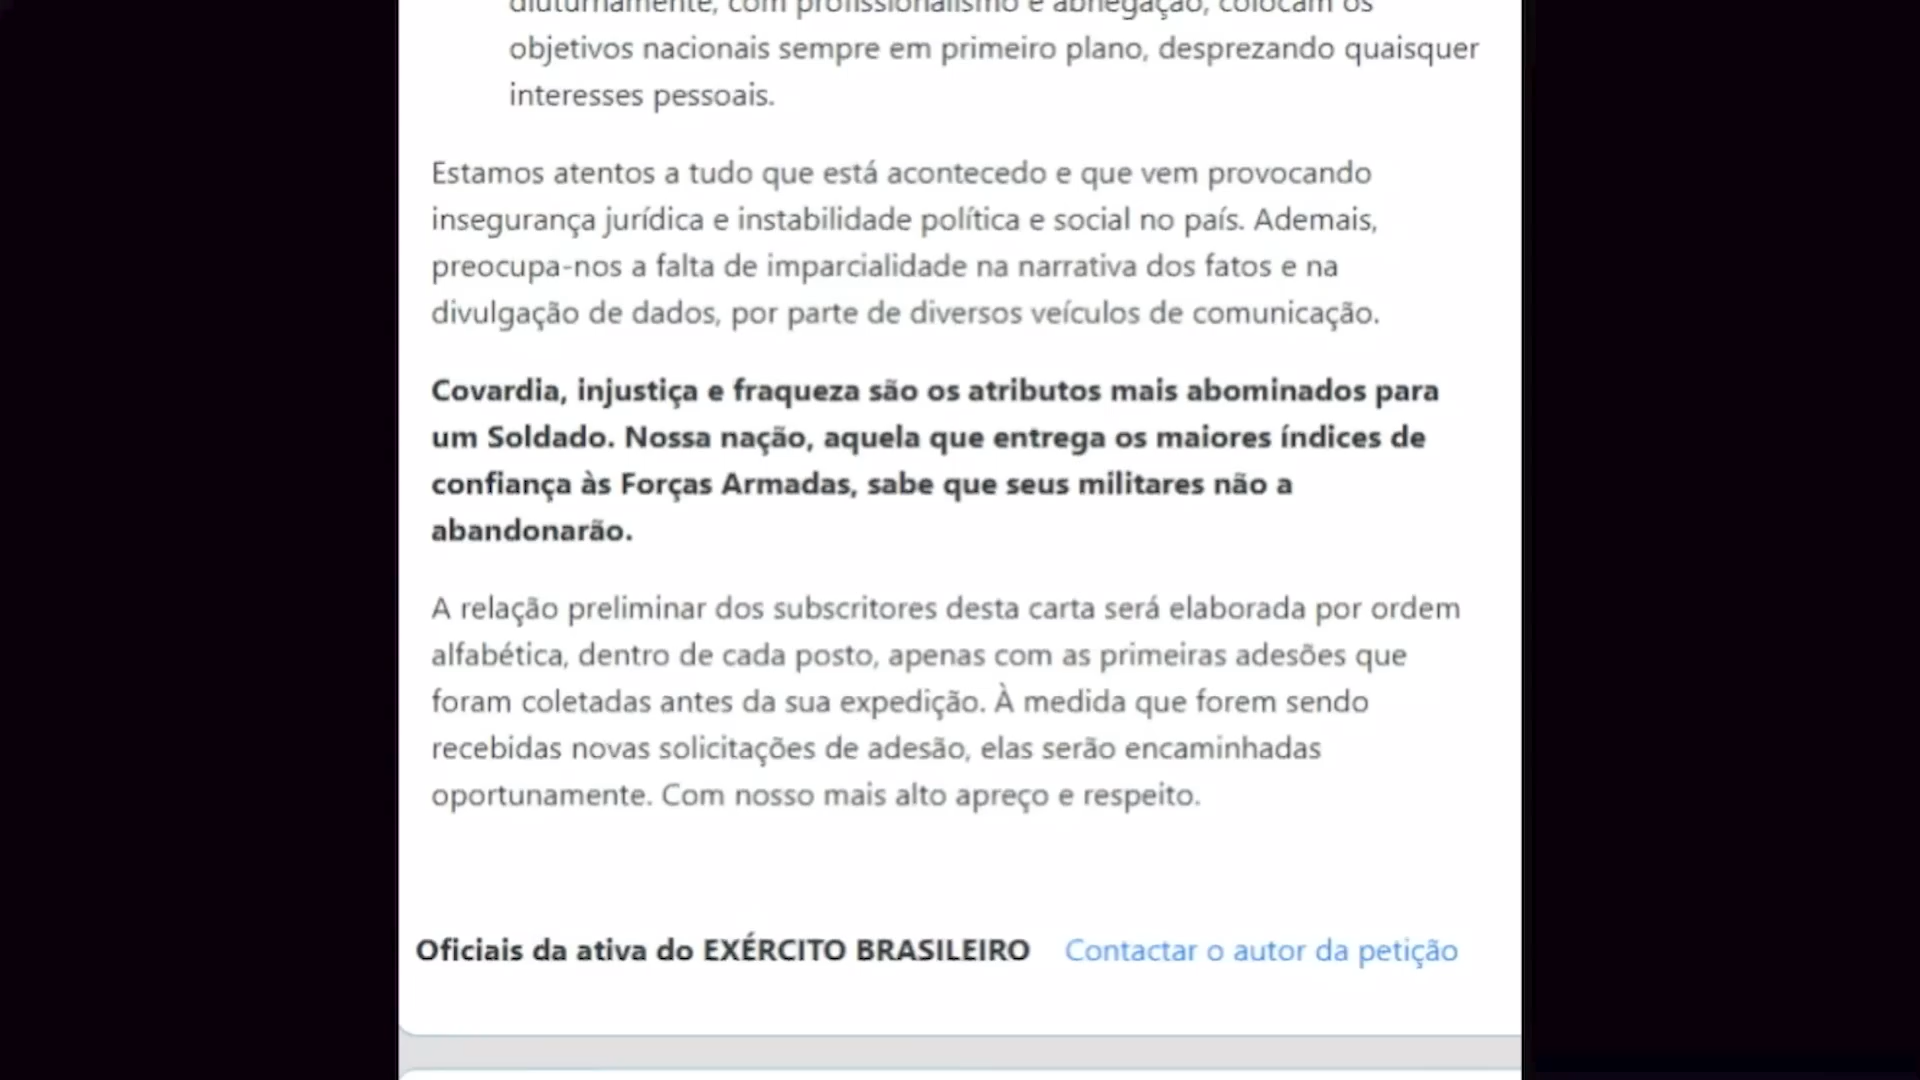 diuturnamente, com profissionalismo e abnegação, colocam os
objetivos nacionais sempre em primeiro plano, desprezando quaisquer
interesses pessoais.
Estamos atentos a tudo que está acontecedo e que vem provocando
insegurança jurídica e instabilidade política e social no país. Ademais,
preocupa-nos a falta de imparcialidade na narrativa dos fatos e na
divulgação de dados, por parte de diversos veículos de comunicação.
Covardia, injustiça e fraqueza são os atributos mais abominados para
um Soldado. Nossa nação, aquela que entrega os maiores índices de
confiança às Forças Armadas, sabe que seus militares não a
abandonarão.
A relação preliminar dos subscritores desta carta será elaborada por ordem
alfabética, dentro de cada posto, apenas com as primeiras adesões que
foram coletadas antes da sua expedição. À medida que forem sendo
recebidas novas solicitações de adesão, elas serão encaminhadas
oportunamente. Com nosso mais alto apreço e respeito.
Oficiais da ativa do EXÉRCITO BRASILEIRO Contactar o autor da petição